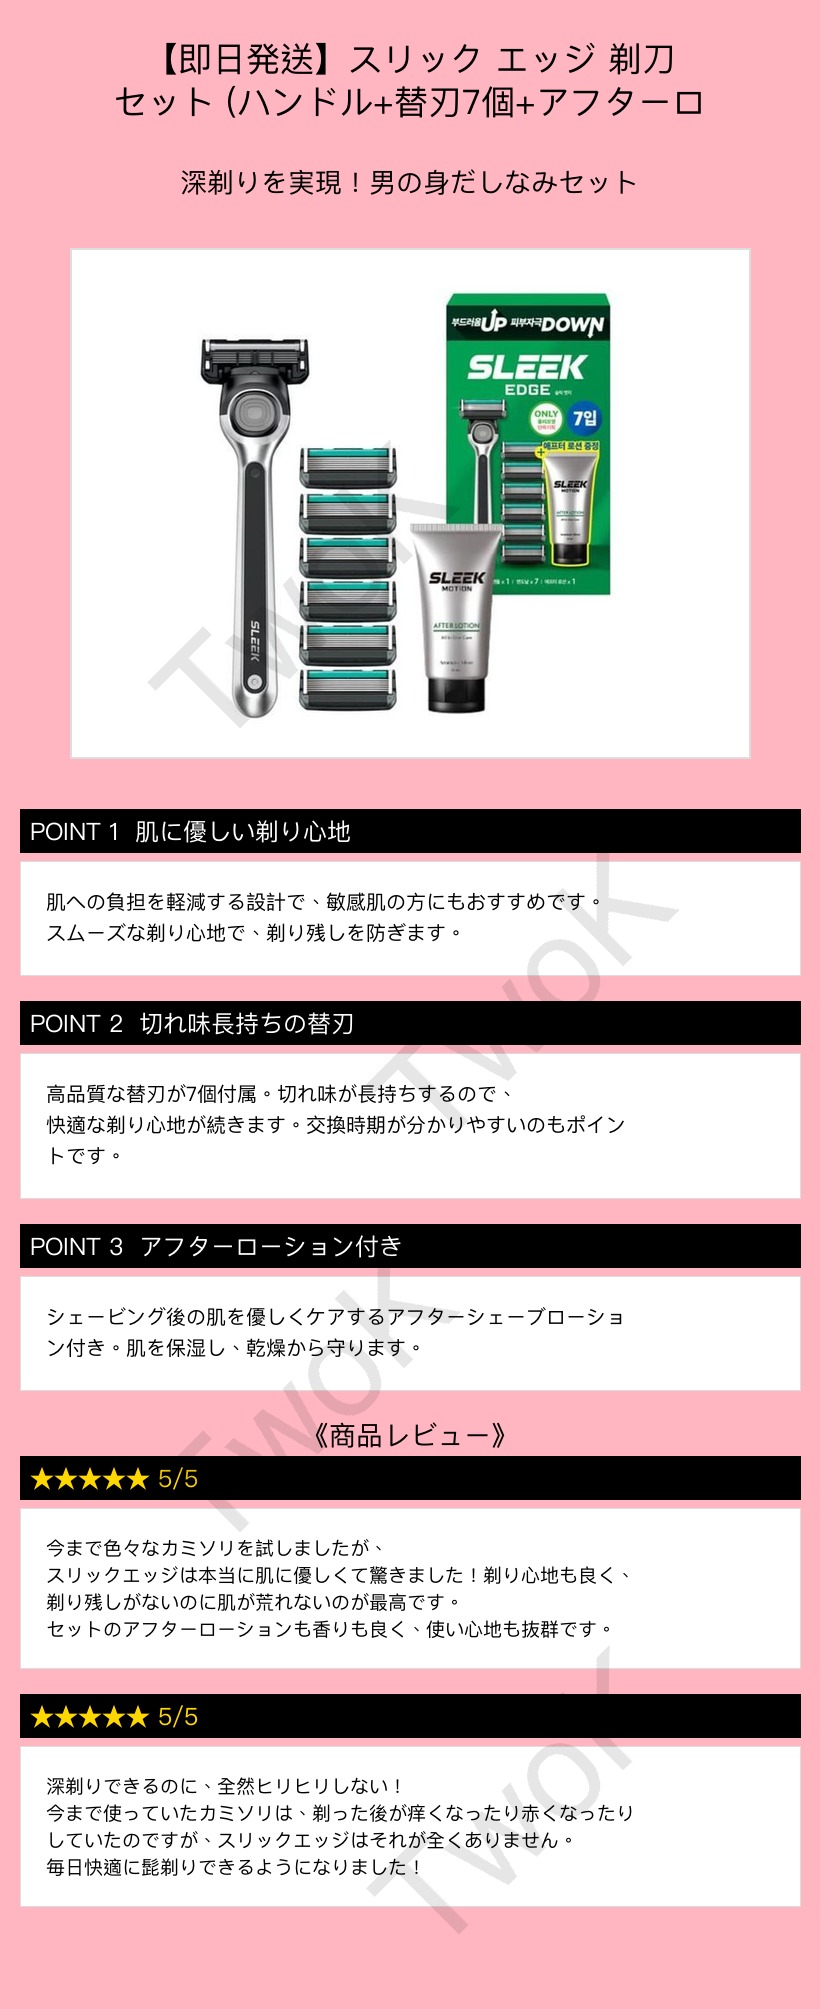 【即日発送】スリック エッジ 剃刀
セット (ハンドル+替刃7個+アフターロ
深剃りを実現！男の身だしなみセット
부드러움UP 피부자극DOWN
SLEEK
EDGE 슬릭 엣지
ONLY
7입
+애프터 로션 증정
SLEEK
MOTION
AFTER LOTION
x 1 | 면도날 x 7 | 애프터 로션 x 1
SLEEK
SLEEK
MOTION
AFTER LOTION
TwoK
POINT 1 肌に優しい剃り心地
肌への負担を軽減する設計で、敏感肌の方にもおすすめです。
スムーズな剃り心地で、剃り残しを防ぎます。
TwoK
POINT 2 切れ味長持ちの替刃
高品質な替刃が7個付属。切れ味が長持ちするので、
快適な剃り心地が続きます。交換時期が分かりやすいのもポイン
トです。
POINT 3 アフターローション付き
シェービング後の肌を優しくケアするアフターシェーブローショ
ン付き。肌を保湿し、乾燥から守ります。
TwoK
《商品レビュー》
★★★★★ 5/5
今まで色々なカミソリを試しましたが、
スリックエッジは本当に肌に優しくて驚きました！剃り心地も良く、
剃り残しがないのに肌が荒れないのが最高です。
セットのアフターローションも香りも良く、使い心地も抜群です。
★★★★★ 5/5
深剃りできるのに、全然ヒリヒリしない！
今まで使っていたカミソリは、剃った後が痒くなったり赤くなったり
していたのですが、スリックエッジはそれが全くありません。
毎日快適に髭剃りできるようになりました！
TwoK